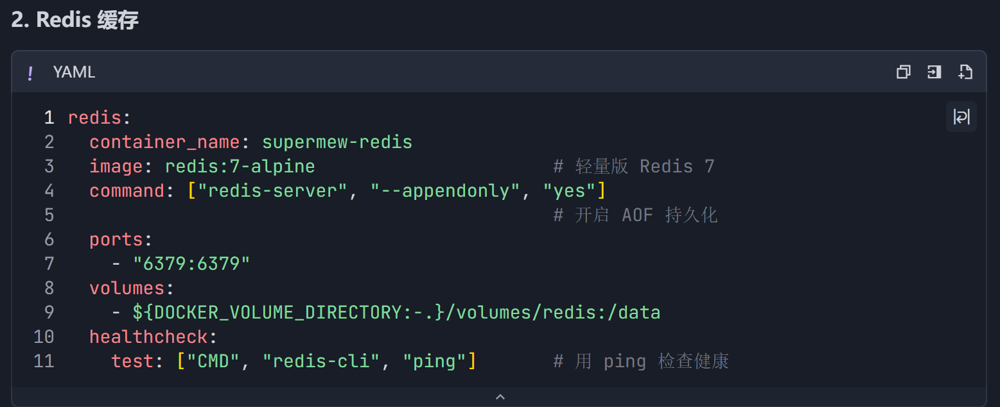 2. Redis 缓存
! YAML
1 redis:
2   container_name: supermew-redis
3   image: redis:7-alpine                      # 轻量版 Redis 7
4   command: ["redis-server", "--appendonly", "yes"]
5                                              # 开启 AOF 持久化
6   ports:
7     - "6379:6379"
8   volumes:
9     - ${DOCKER_VOLUME_DIRECTORY:-.}/volumes/redis:/data
10   healthcheck:
11     test: ["CMD", "redis-cli", "ping"]       # 用 ping 检查健康